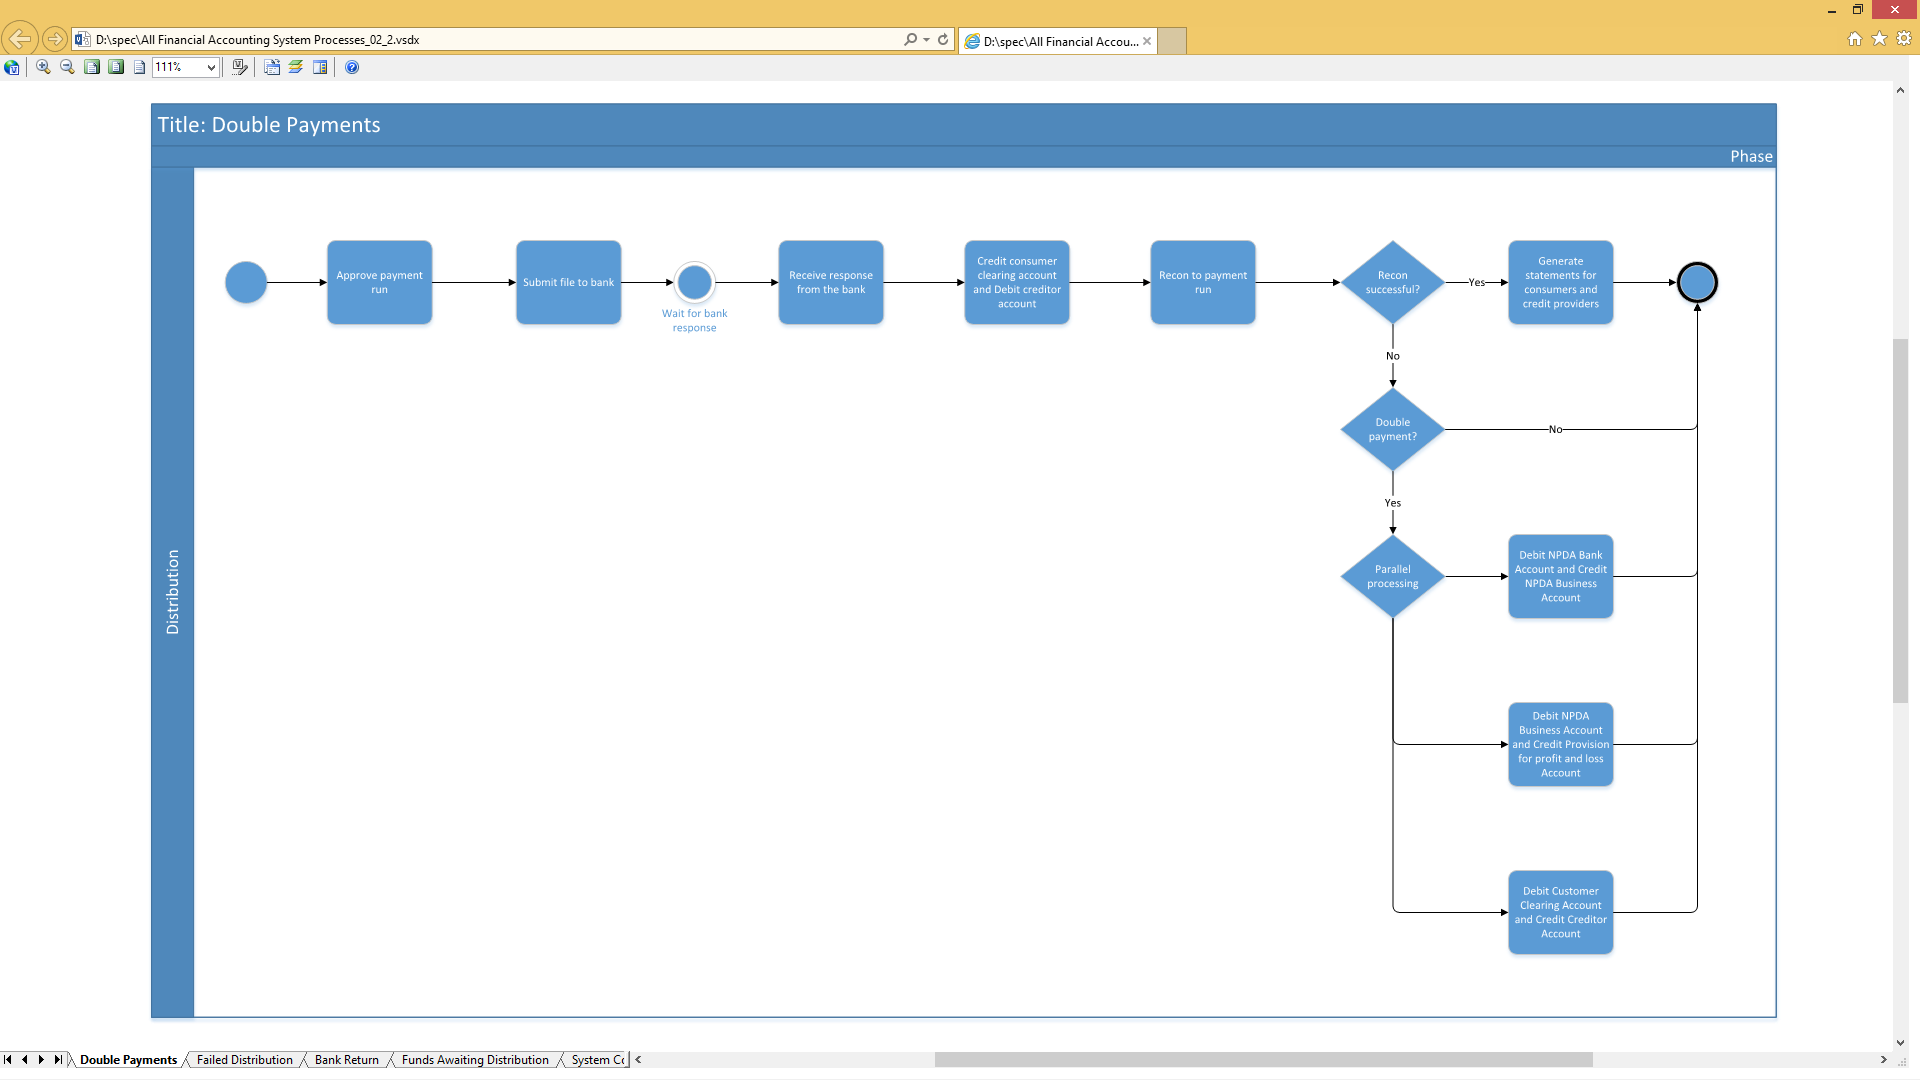 D:\spec\All Financial Accounting System Processes_02_2.vsdx
D:\spec\All Financial Accou...
111%
Title: Double Payments
Phase
Distribution
Approve payment
run
Submit file to bank
Wait for bank
response
Receive response
from the bank
Credit consumer
clearing account
and Debit creditor
account
Recon to payment
run
Recon
successful?
Yes
Generate
statements for
consumers and
credit providers
No
Double
payment?
No
Yes
Parallel
processing
Debit NPDA Bank
Account and Credit
NPDA Business
Account
Debit NPDA
Business Account
and Credit Provision
for profit and loss
Account
Debit Customer
Clearing Account
and Credit Creditor
Account
Double Payments
Failed Distribution
Bank Return
Funds Awaiting Distribution
System